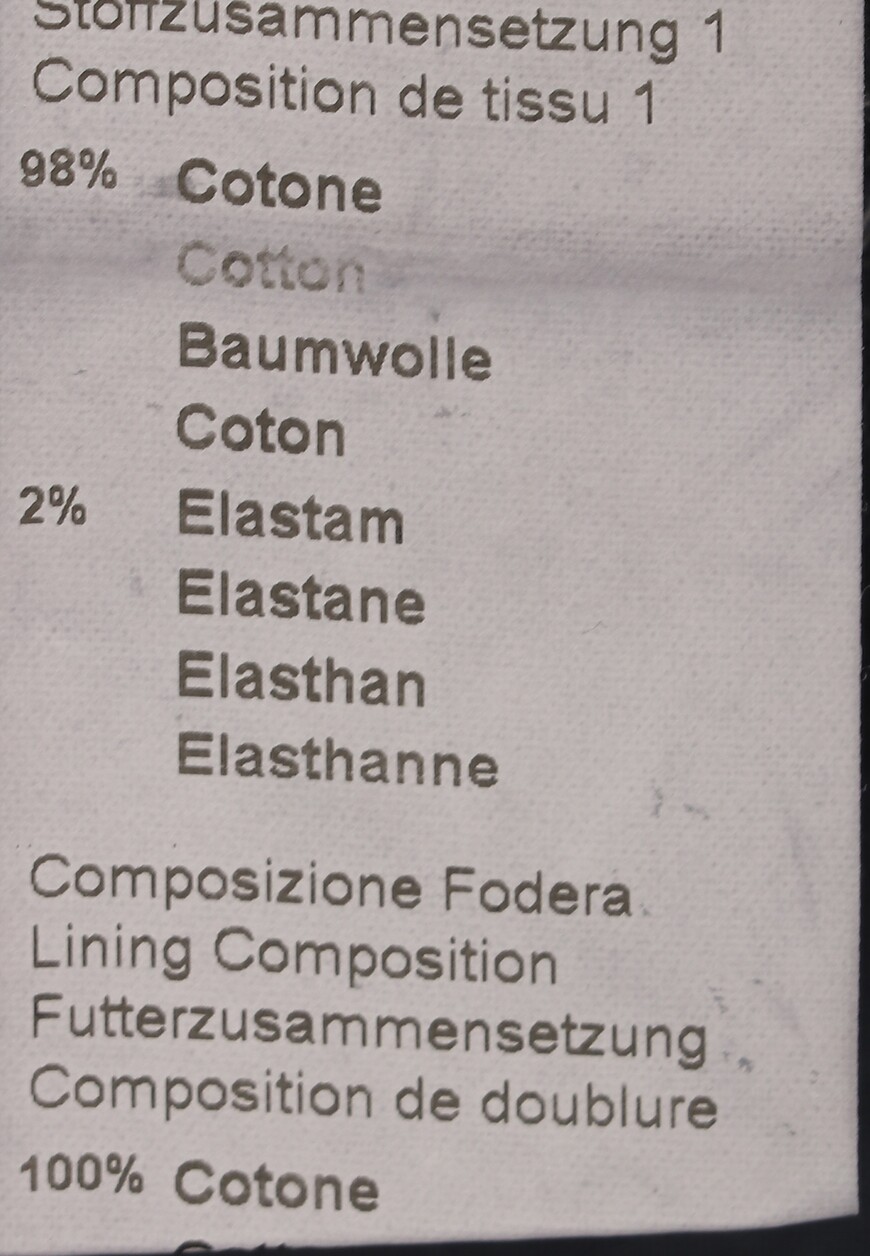 Stoffzusammensetzung 1
Composition de tissu 1
98% Cotone
Cotton
Baumwolle
Coton
2% Elastam
Elastane
Elasthan
Elasthanne
Composizione Fodera
Lining Composition
Futterzusammensetzung
Composition de doublure
100% Cotone